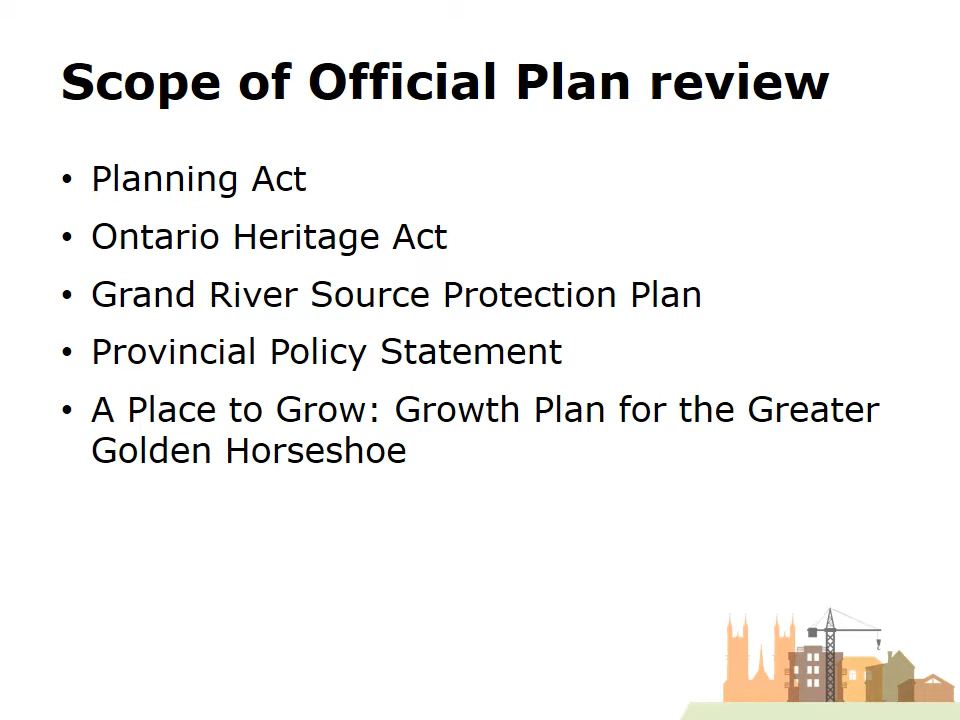 Scope of Official Plan review
• Planning Act
• Ontario Heritage Act
• Grand River Source Protection Plan
• Provincial Policy Statement
• A Place to Grow: Growth Plan for the Greater
Golden Horseshoe